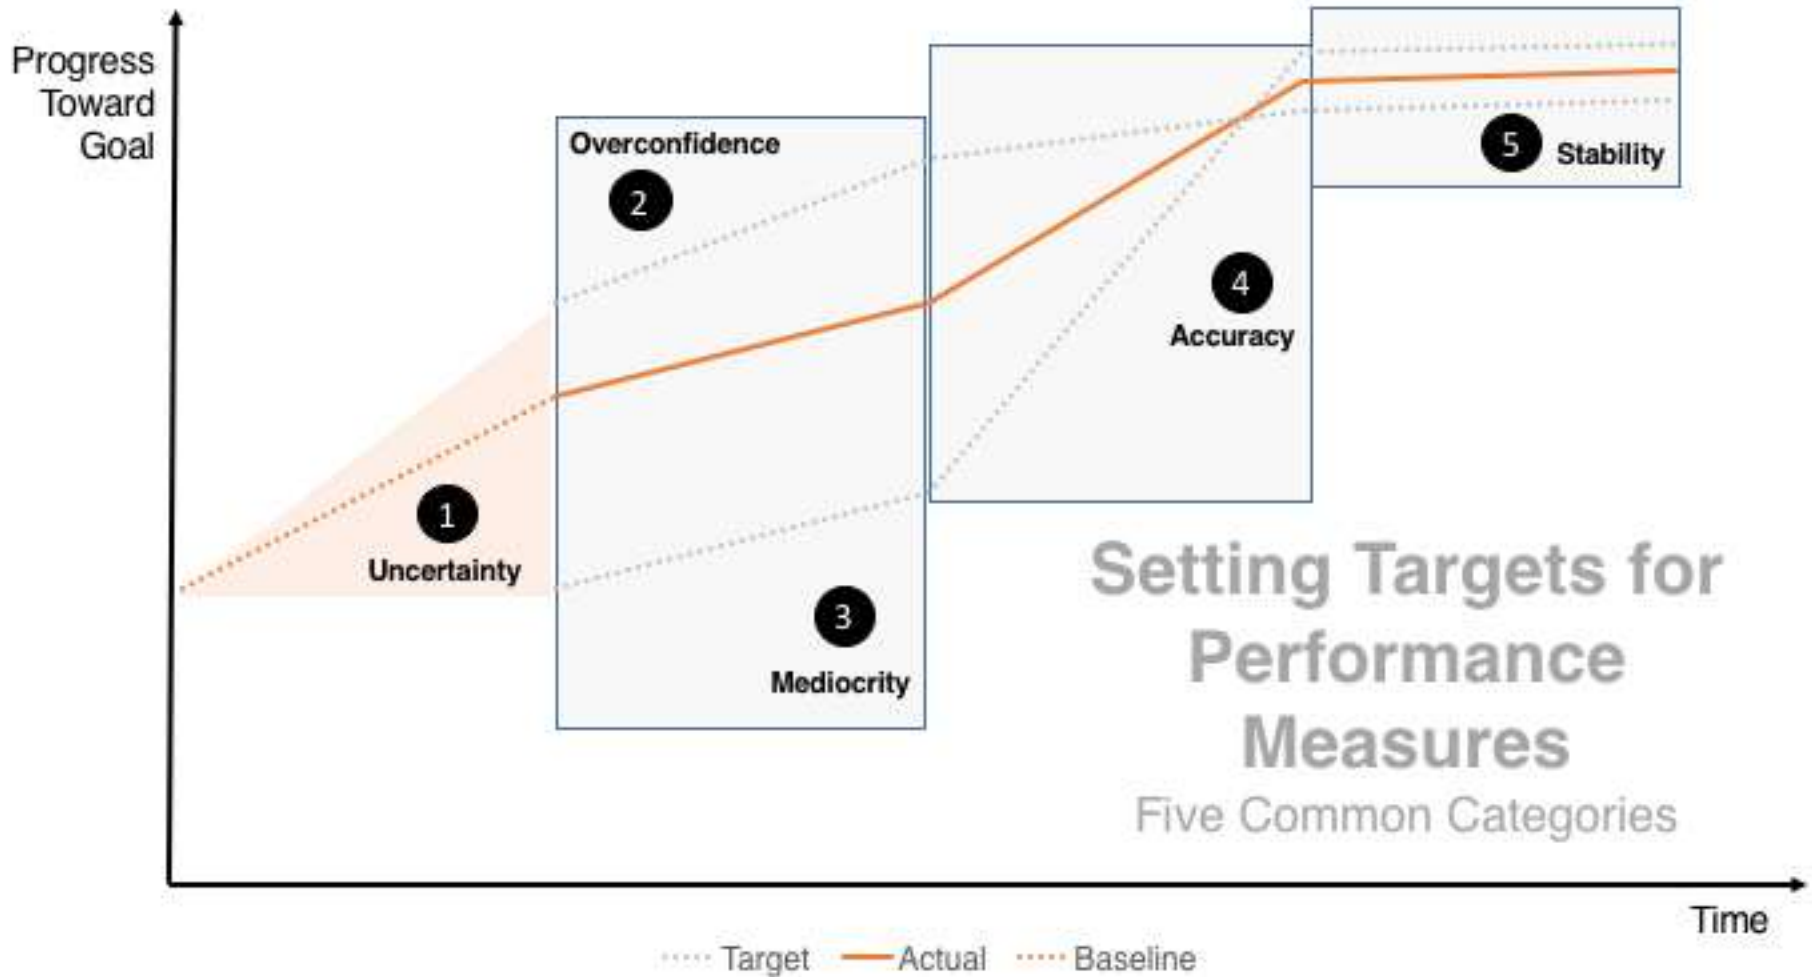 Progress
Toward
Goal
Overconfidence
2
1
Uncertainty
3
Mediocrity
4
Accuracy
5 Stability
Setting Targets for
Performance
Measures
Five Common Categories
Time
Target Actual Baseline